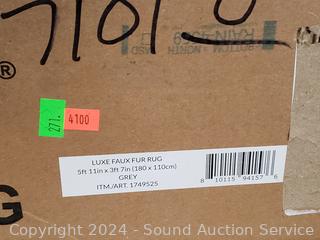 ®
271.
4100
LUXE FAUX FUR RUG
5ft 11in x 3ft 7in (180 x 110cm)
GREY
ITM./ART. 1749525
8 10115 94157 6
G
Copyright © 2024 - Sound Auction Service